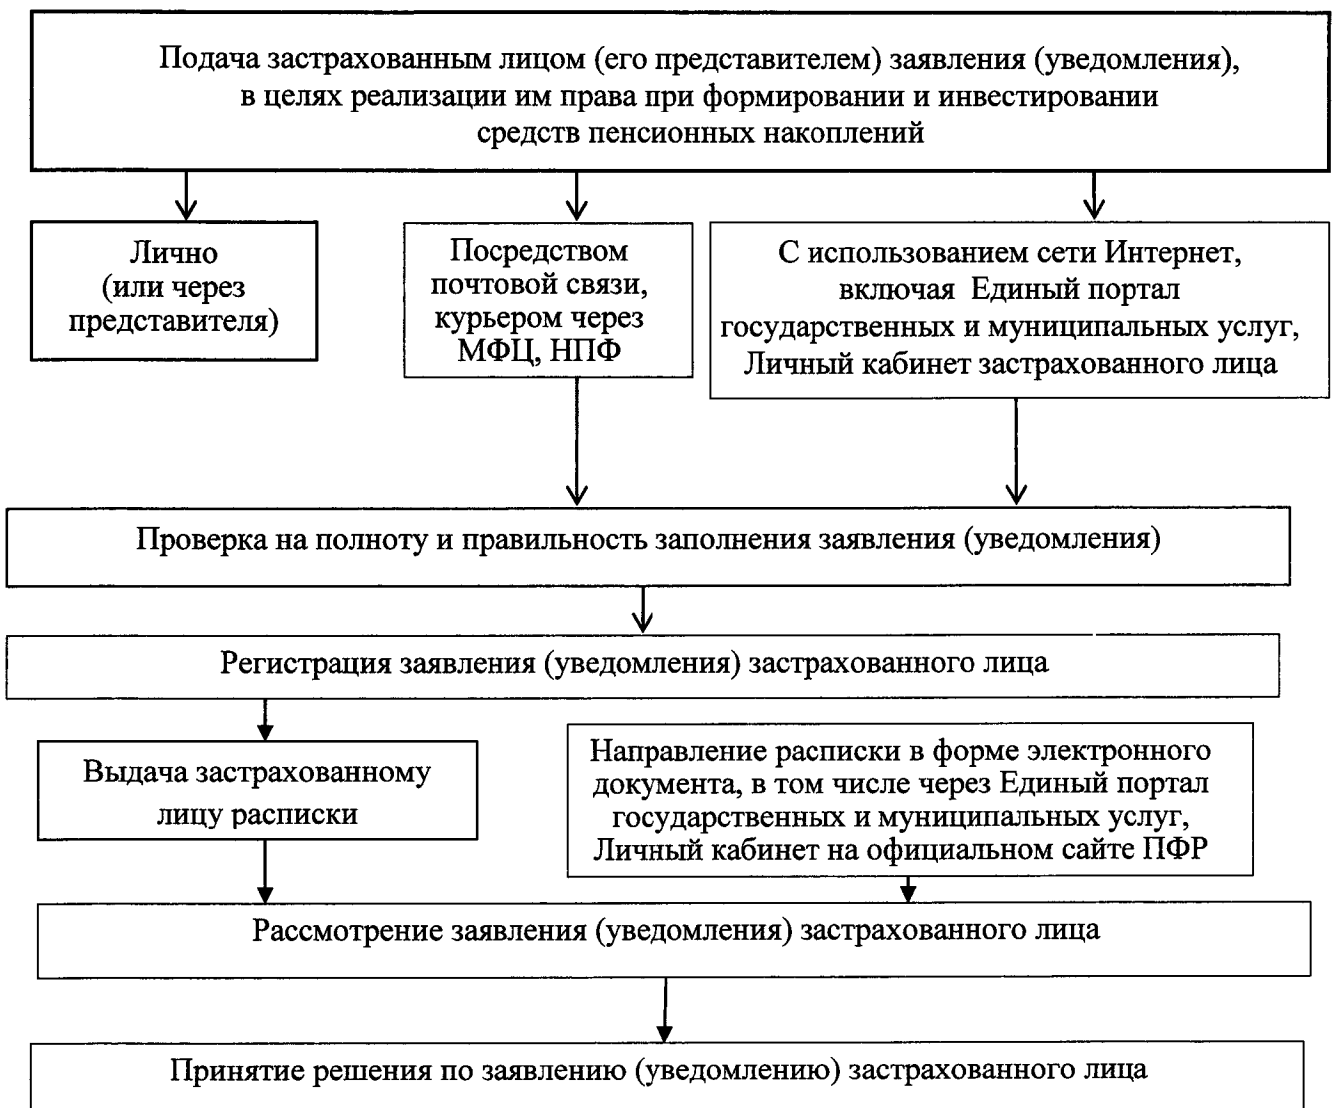 Подача застрахованным лицом (его представителем) заявления (уведомления),
в целях реализации им права при формировании и инвестировании
средств пенсионных накоплений
Лично
(или через
представителя)
Посредством
почтовой связи,
курьером через
МФЦ, НПФ
С использованием сети Интернет,
включая Единый портал
государственных и муниципальных услуг,
Личный кабинет застрахованного лица
Проверка на полноту и правильность заполнения заявления (уведомления)
Регистрация заявления (уведомления) застрахованного лица
Выдача застрахованному
лицу расписки
Направление расписки в форме электронного
документа, в том числе через Единый портал
государственных и муниципальных услуг,
Личный кабинет на официальном сайте ПФР
Рассмотрение заявления (уведомления) застрахованного лица
Принятие решения по заявлению (уведомлению) застрахованного лица